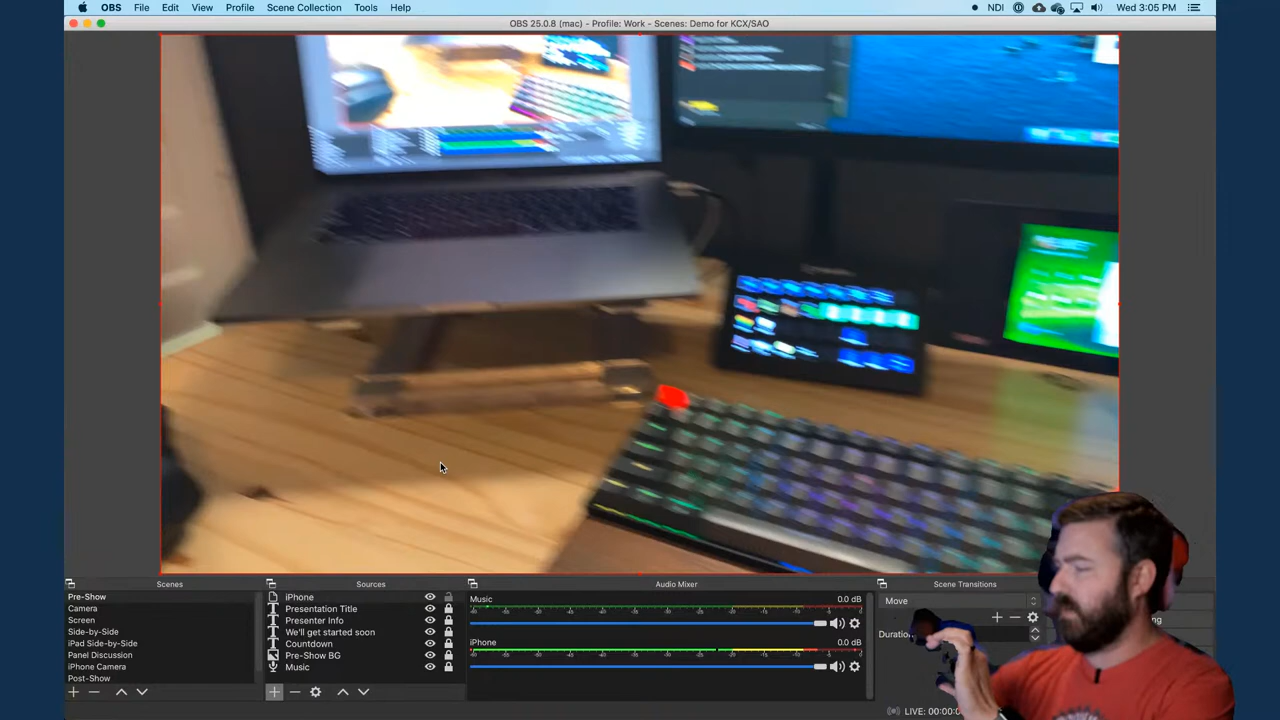 OBS File Edit View Profile Scene Collection Tools Help NDI Wed 3:05 PM
OBS 25.0.8 (mac) - Profile: Work - Scenes: Demo for KCX/SAO
Scenes Sources Audio Mixer Scene Transitions
Pre-Show
Camera
Screen
Side-by-Side
iPad Side-by-Side
Panel Discussion
iPhone Camera
Post-Show
iPhone
Presentation Title
Presenter Info
We'll get started soon
Countdown
Pre-Show BG
Music
Music 0.0 dB
iPhone 0.0 dB
Move
Duration
LIVE: 00:00:0